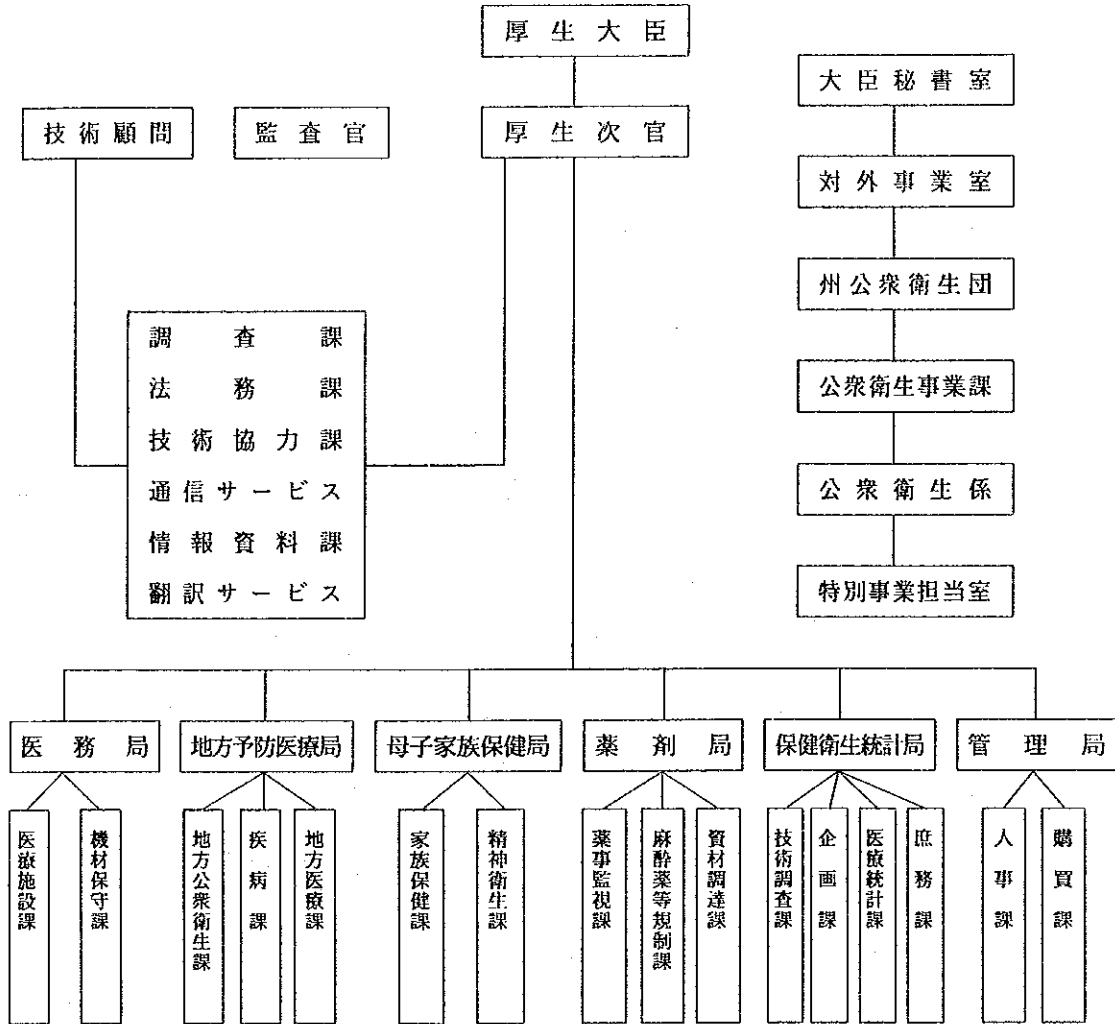 厚生大臣
大臣秘書室
技術顧問
監査官
厚生次官
対外事業室
州公衆衛生団
調査課
法務課
技術協力課
通信サービス
情報資料課
翻訳サービス
公衆衛生事業課
公衆衛生係
特別事業担当室
医務局
地方予防医療局
母子家族保健局
薬剤局
保健衛生統計局
管理局
医療施設課
機材保守課
地方公衆衛生課
疾病課
地方医療課
家族保健課
精神衛生課
薬事監視課
麻酔薬等規制課
資材調達課
技術調査課
企画課
医療統計課
庶務課
人事課
購買課